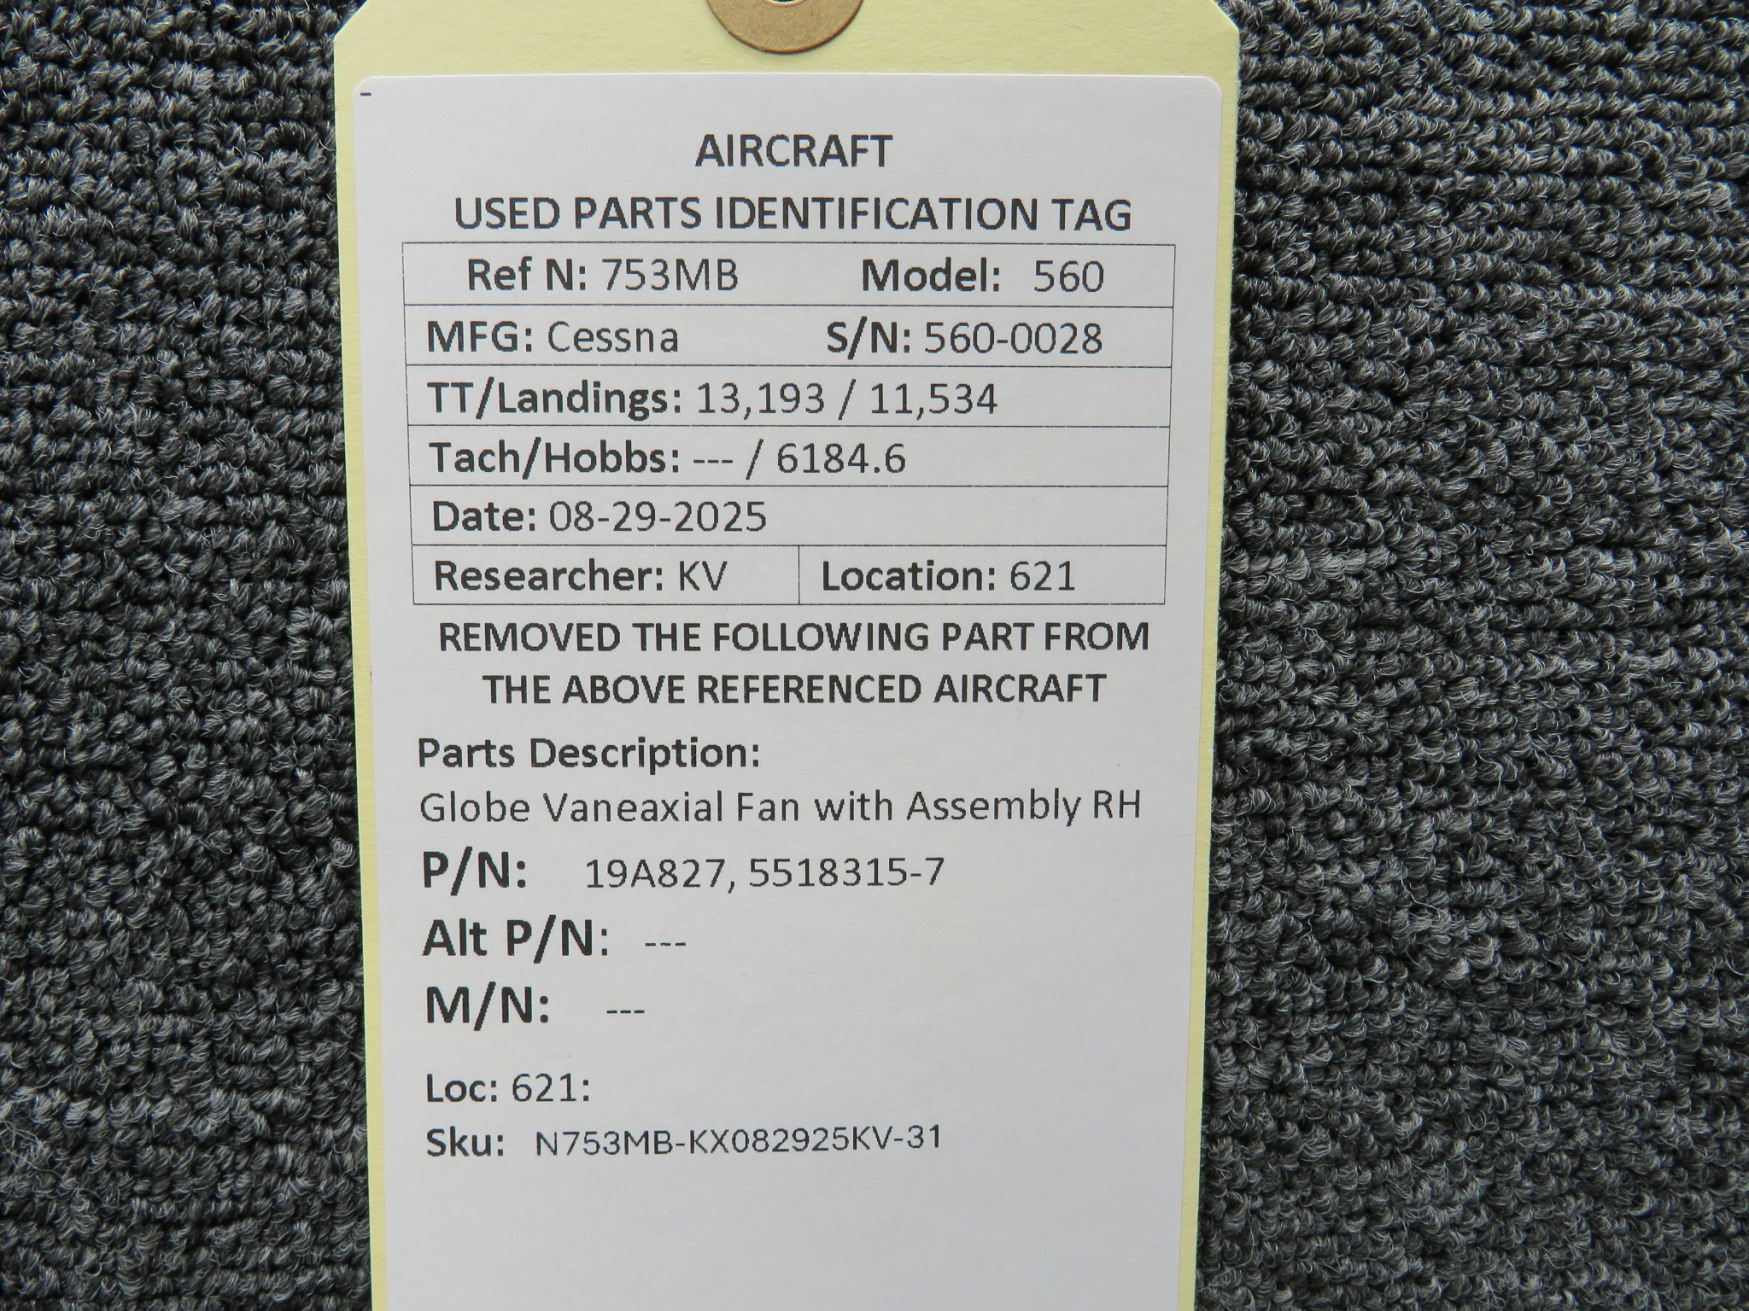 AIRCRAFT
USED PARTS IDENTIFICATION TAG
Ref N: 753MB Model: 560
MFG: Cessna S/N: 560-0028
TT/Landings: 13,193 / 11,534
Tach/Hobbs: --- / 6184.6
Date: 08-29-2025
Researcher: KV Location: 621
REMOVED THE FOLLOWING PART FROM
THE ABOVE REFERENCED AIRCRAFT
Parts Description:
Globe Vaneaxial Fan with Assembly RH
P/N: 19A827, 5518315-7
Alt P/N: ---
M/N: ---
Loc: 621:
Sku: N753MB-KX082925KV-31